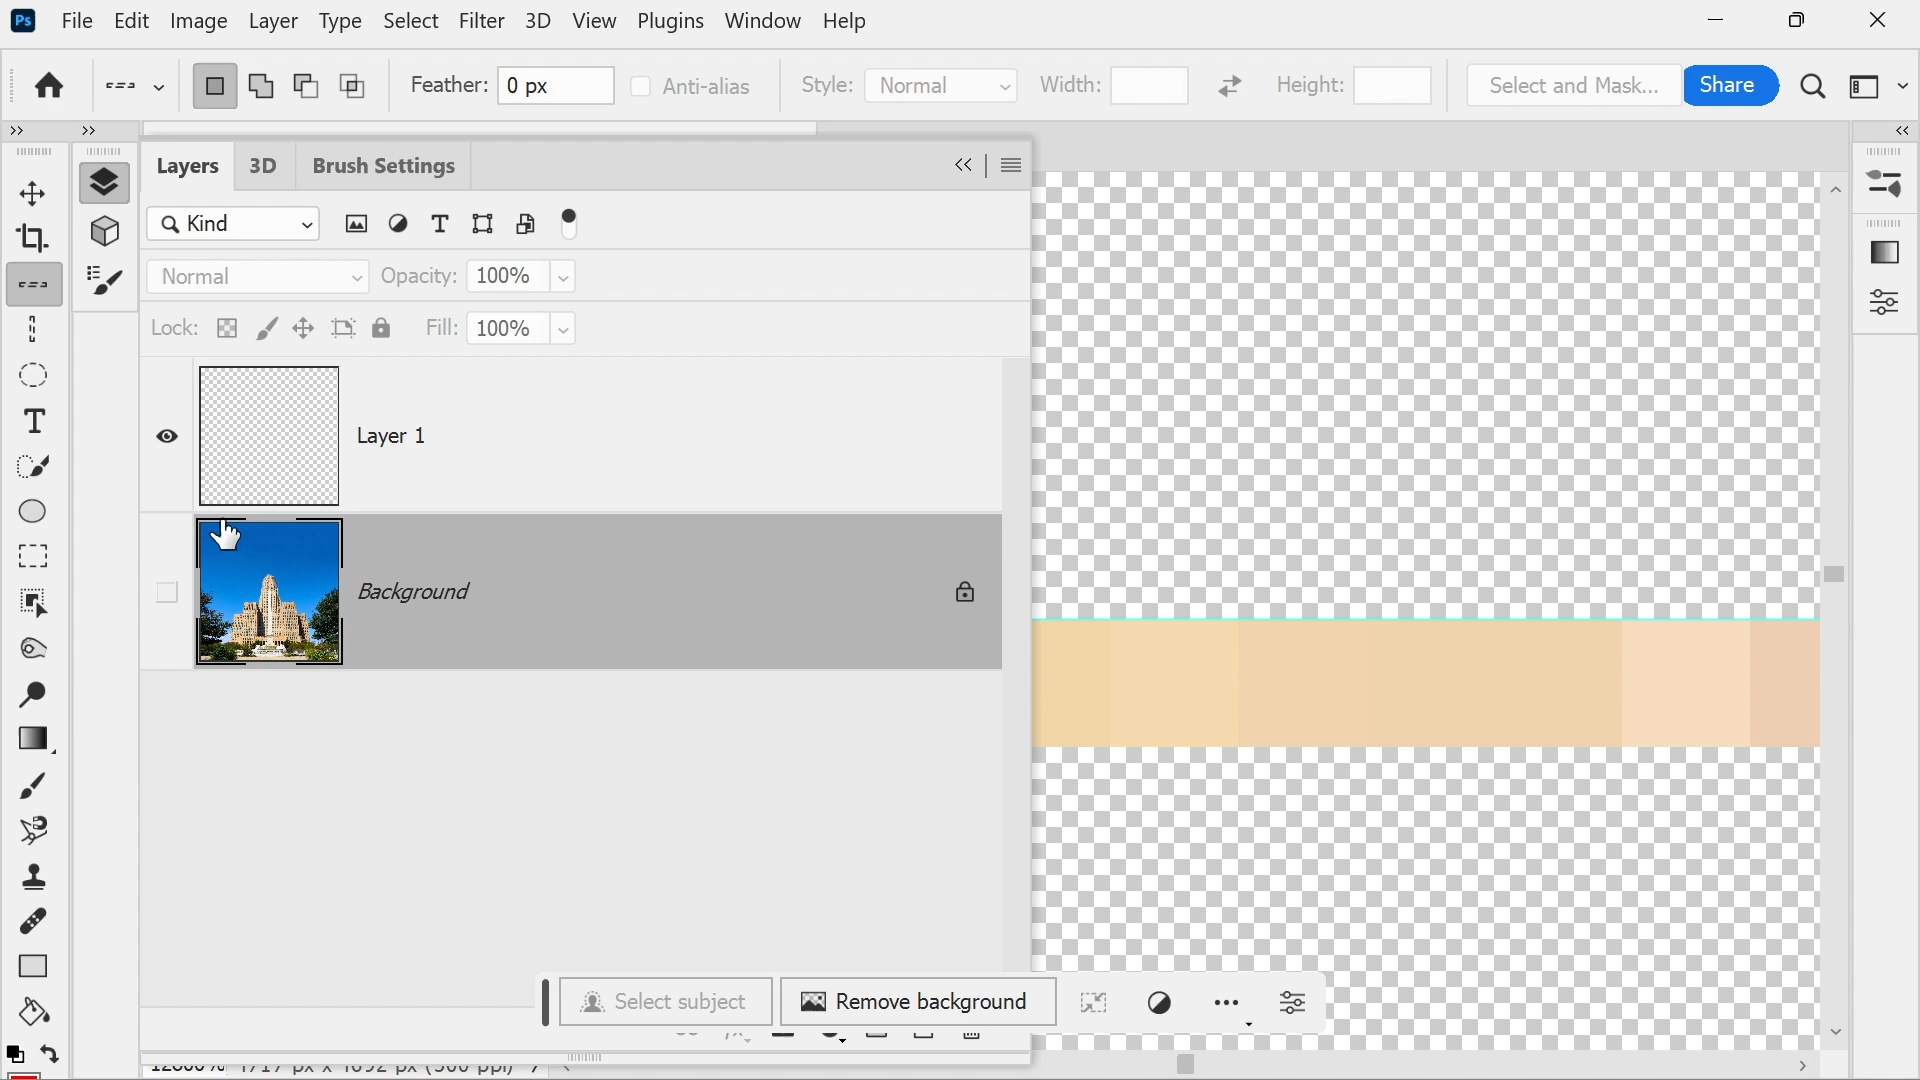 Ps File Edit Image Layer Type Select Filter 3D View Plugins Window Help
Feather: 0 px Anti-alias Style: Normal Width: Height: Select and Mask... Share
Layers 3D Brush Settings
Kind
Normal Opacity: 100%
Lock: Fill: 100%
Layer 1
Background
Select subject Remove background